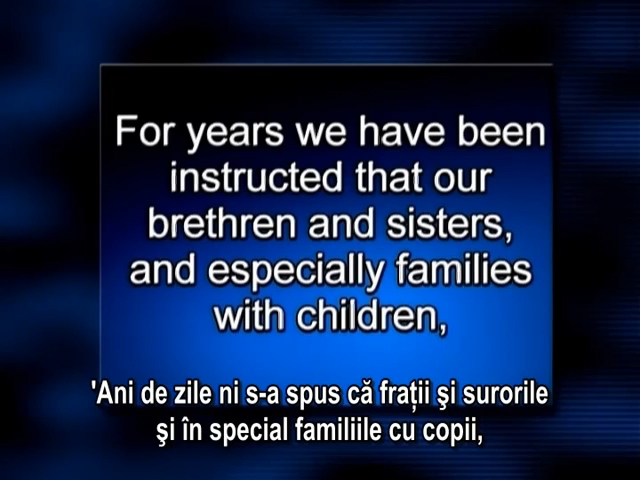 For years we have been
instructed that our
brethren and sisters,
and especially families
with children,
'Ani de zile ni s-a spus că fraţii şi surorile
şi în special familiile cu copii,